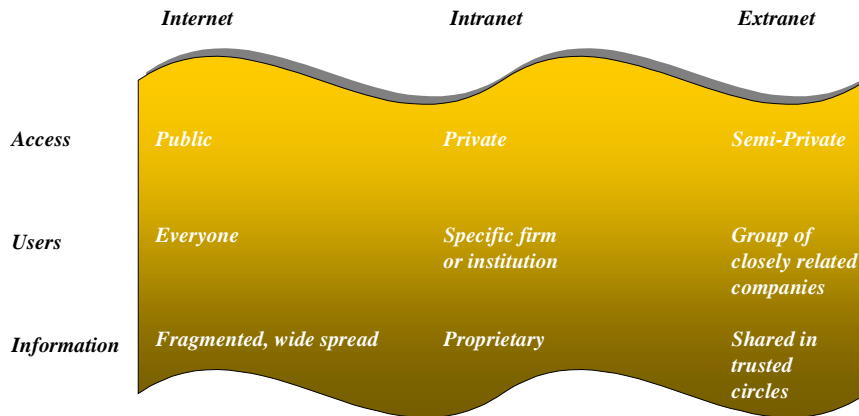 Internet Intranet Extranet
Access Public Private Semi-Private
Users Everyone Specific firm Group of
or institution closely related
companies
Information Fragmented, wide spread Proprietary Shared in
trusted
circles